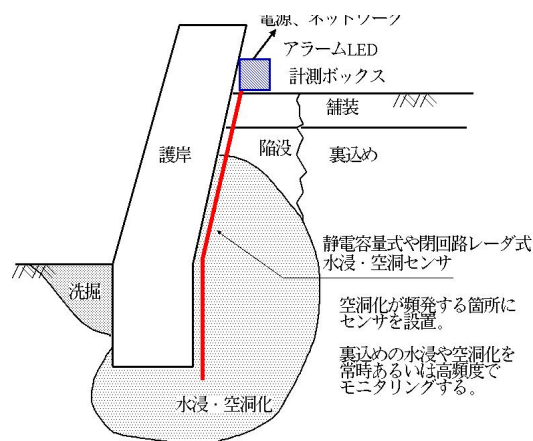 電源、ネットワーク
アラームLED
計測ボックス
舗装
護岸
陥没
裏込め
静電容量式や閉回路レーダ式
水浸・空洞センサ
洗掘
空洞化が頻発する箇所に
センサを設置。
裏込めの水浸や空洞化を
常時あるいは高頻度で
モニタリングする。
水浸・空洞化